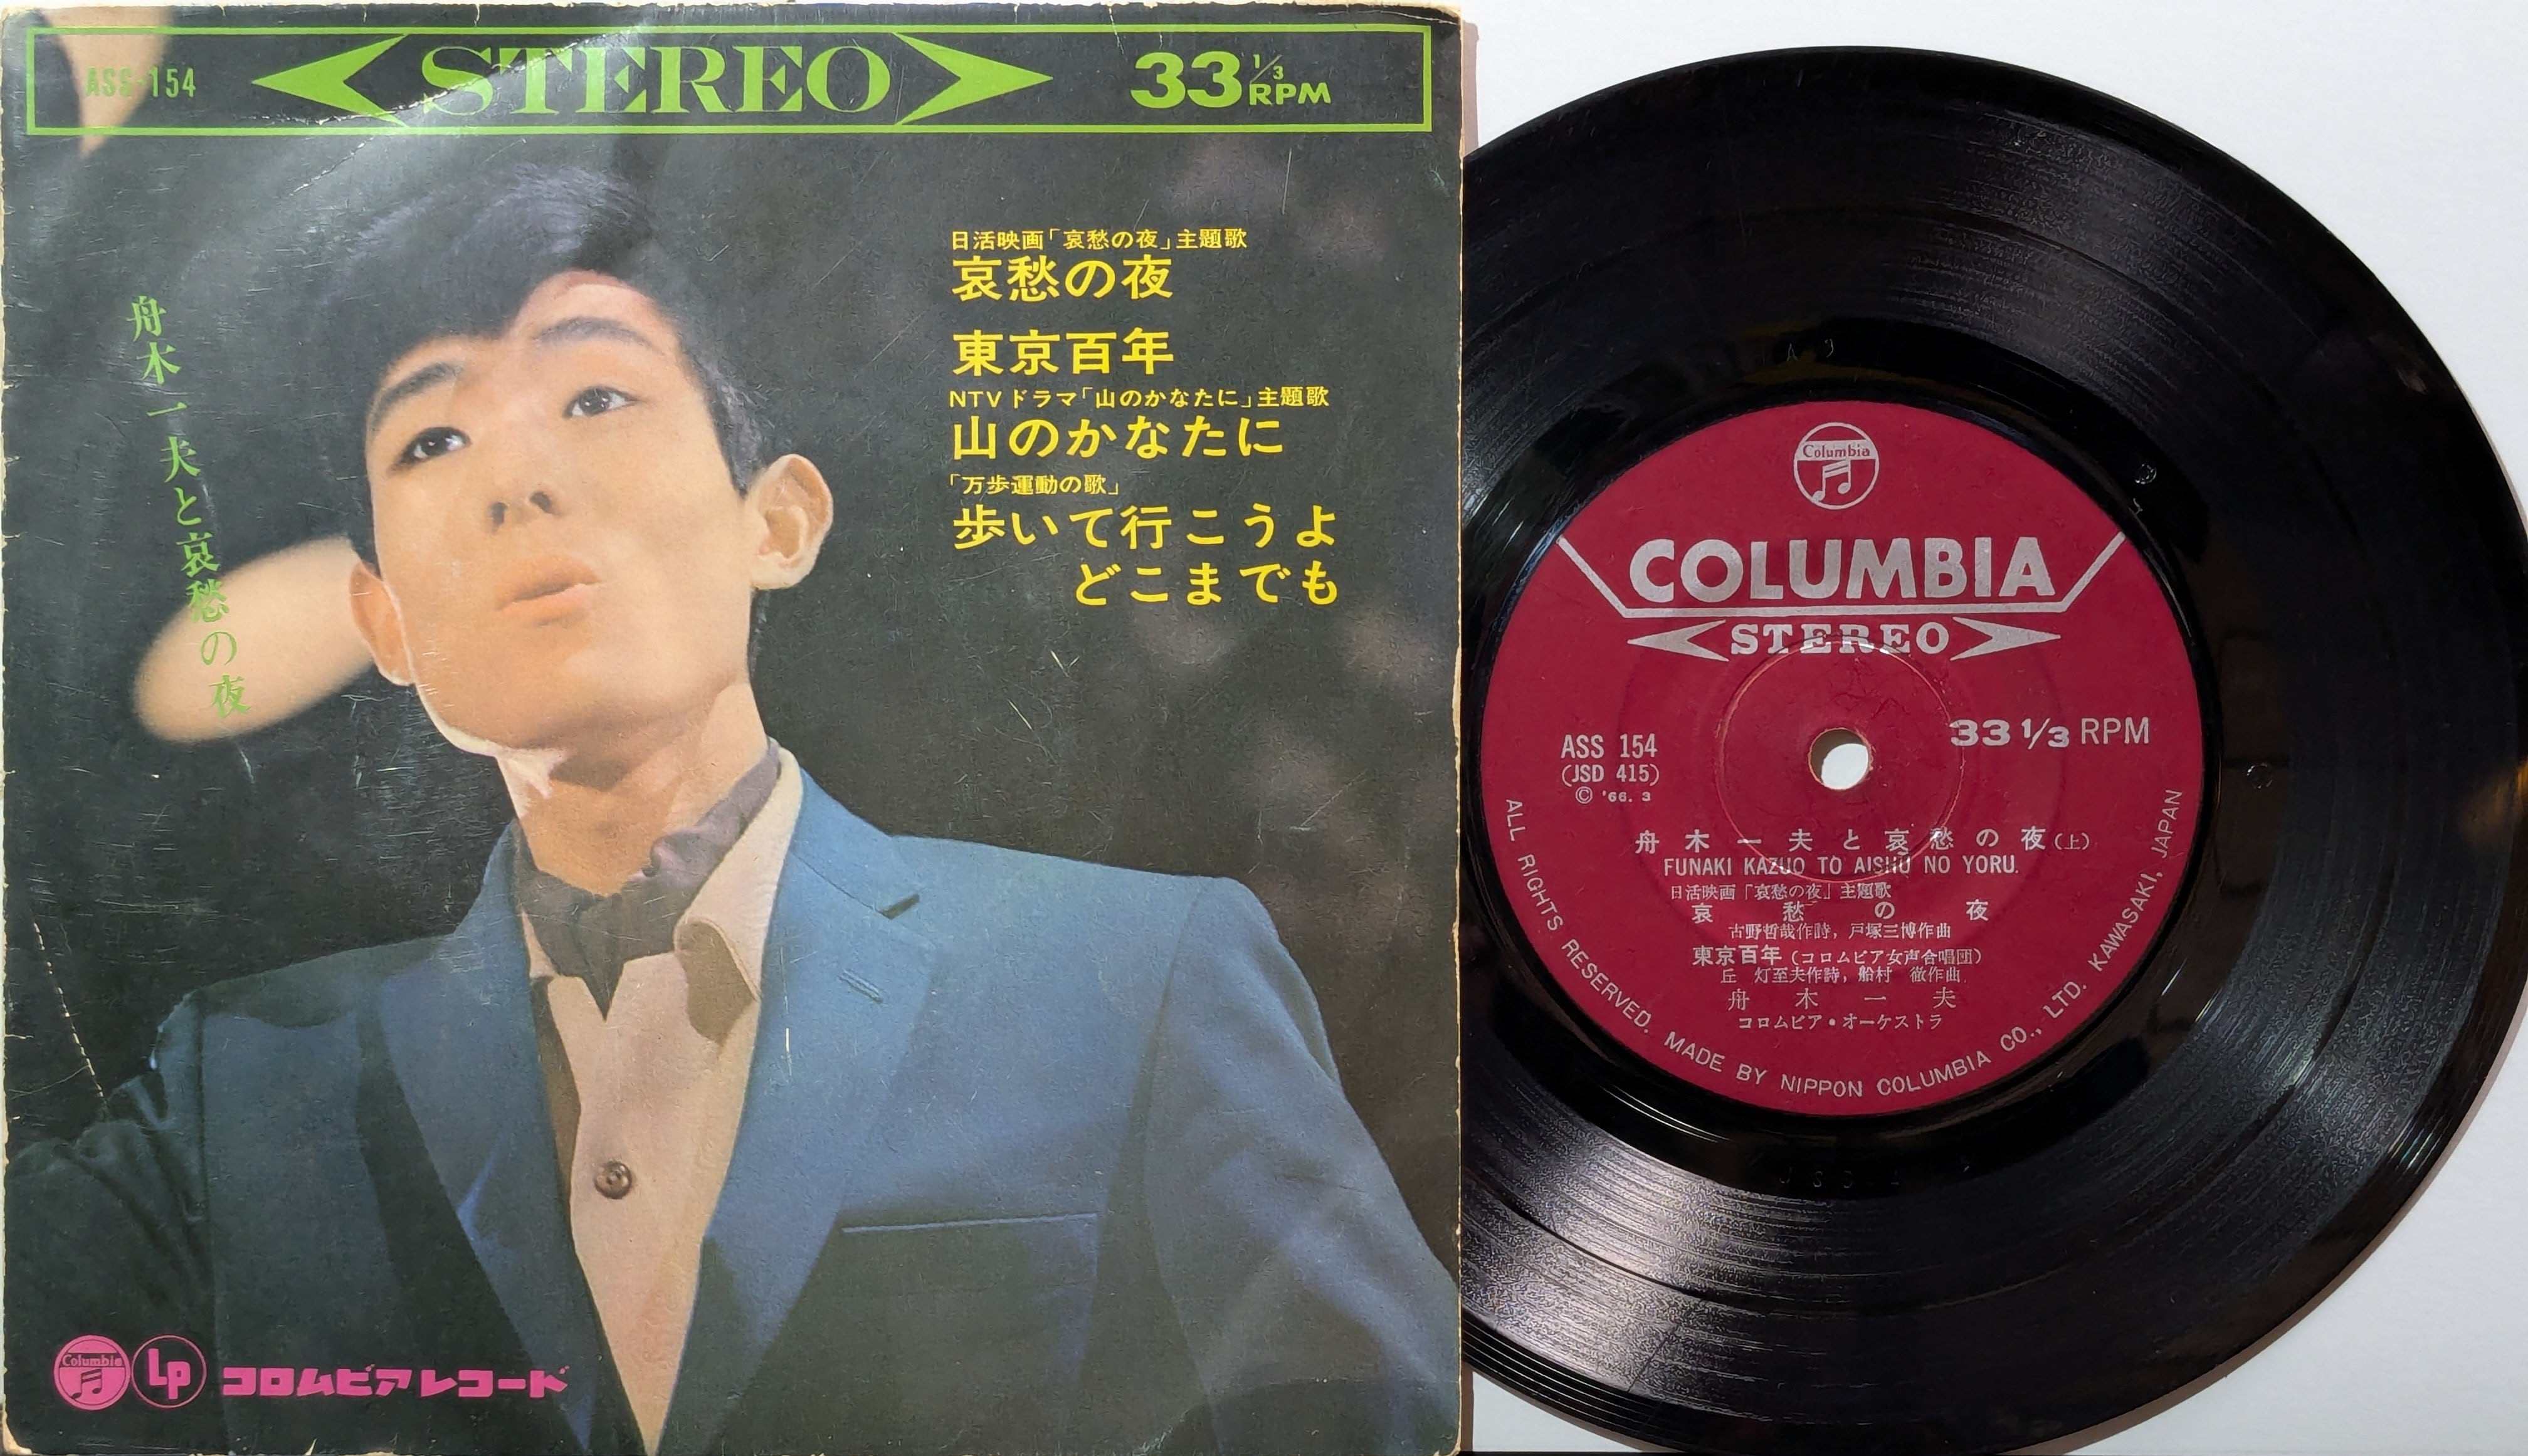 ASS-154
STEREO
33 1/3 RPM
日活映画「哀愁の夜」主題歌
哀愁の夜
東京百年
NTVドラマ「山のかなたに」主題歌
山のかなたに
「万歩運動の歌」
歩いて行こうよ
どこまでも
舟木一夫と哀愁の夜
Columbia
LP
コロムビアレコード
Columbia
COLUMBIA
STEREO
ASS 154
(JSD 415)
© '66. 3
33 1/3 RPM
舟木一夫と哀愁の夜(上)
FUNAKI KAZUO TO AISHŪ NO YORU.
日活映画「哀愁の夜」主題歌
哀愁の夜
古野哲哉作詩，戸塚三博作曲
東京百年(コロムビア女声合唱団)
丘 灯至夫作詩，船村 徹作曲
舟木一夫
コロムビア・オーケストラ
ALL RIGHTS RESERVED. MADE BY NIPPON COLUMBIA CO., LTD. KAWASAKI, JAPAN